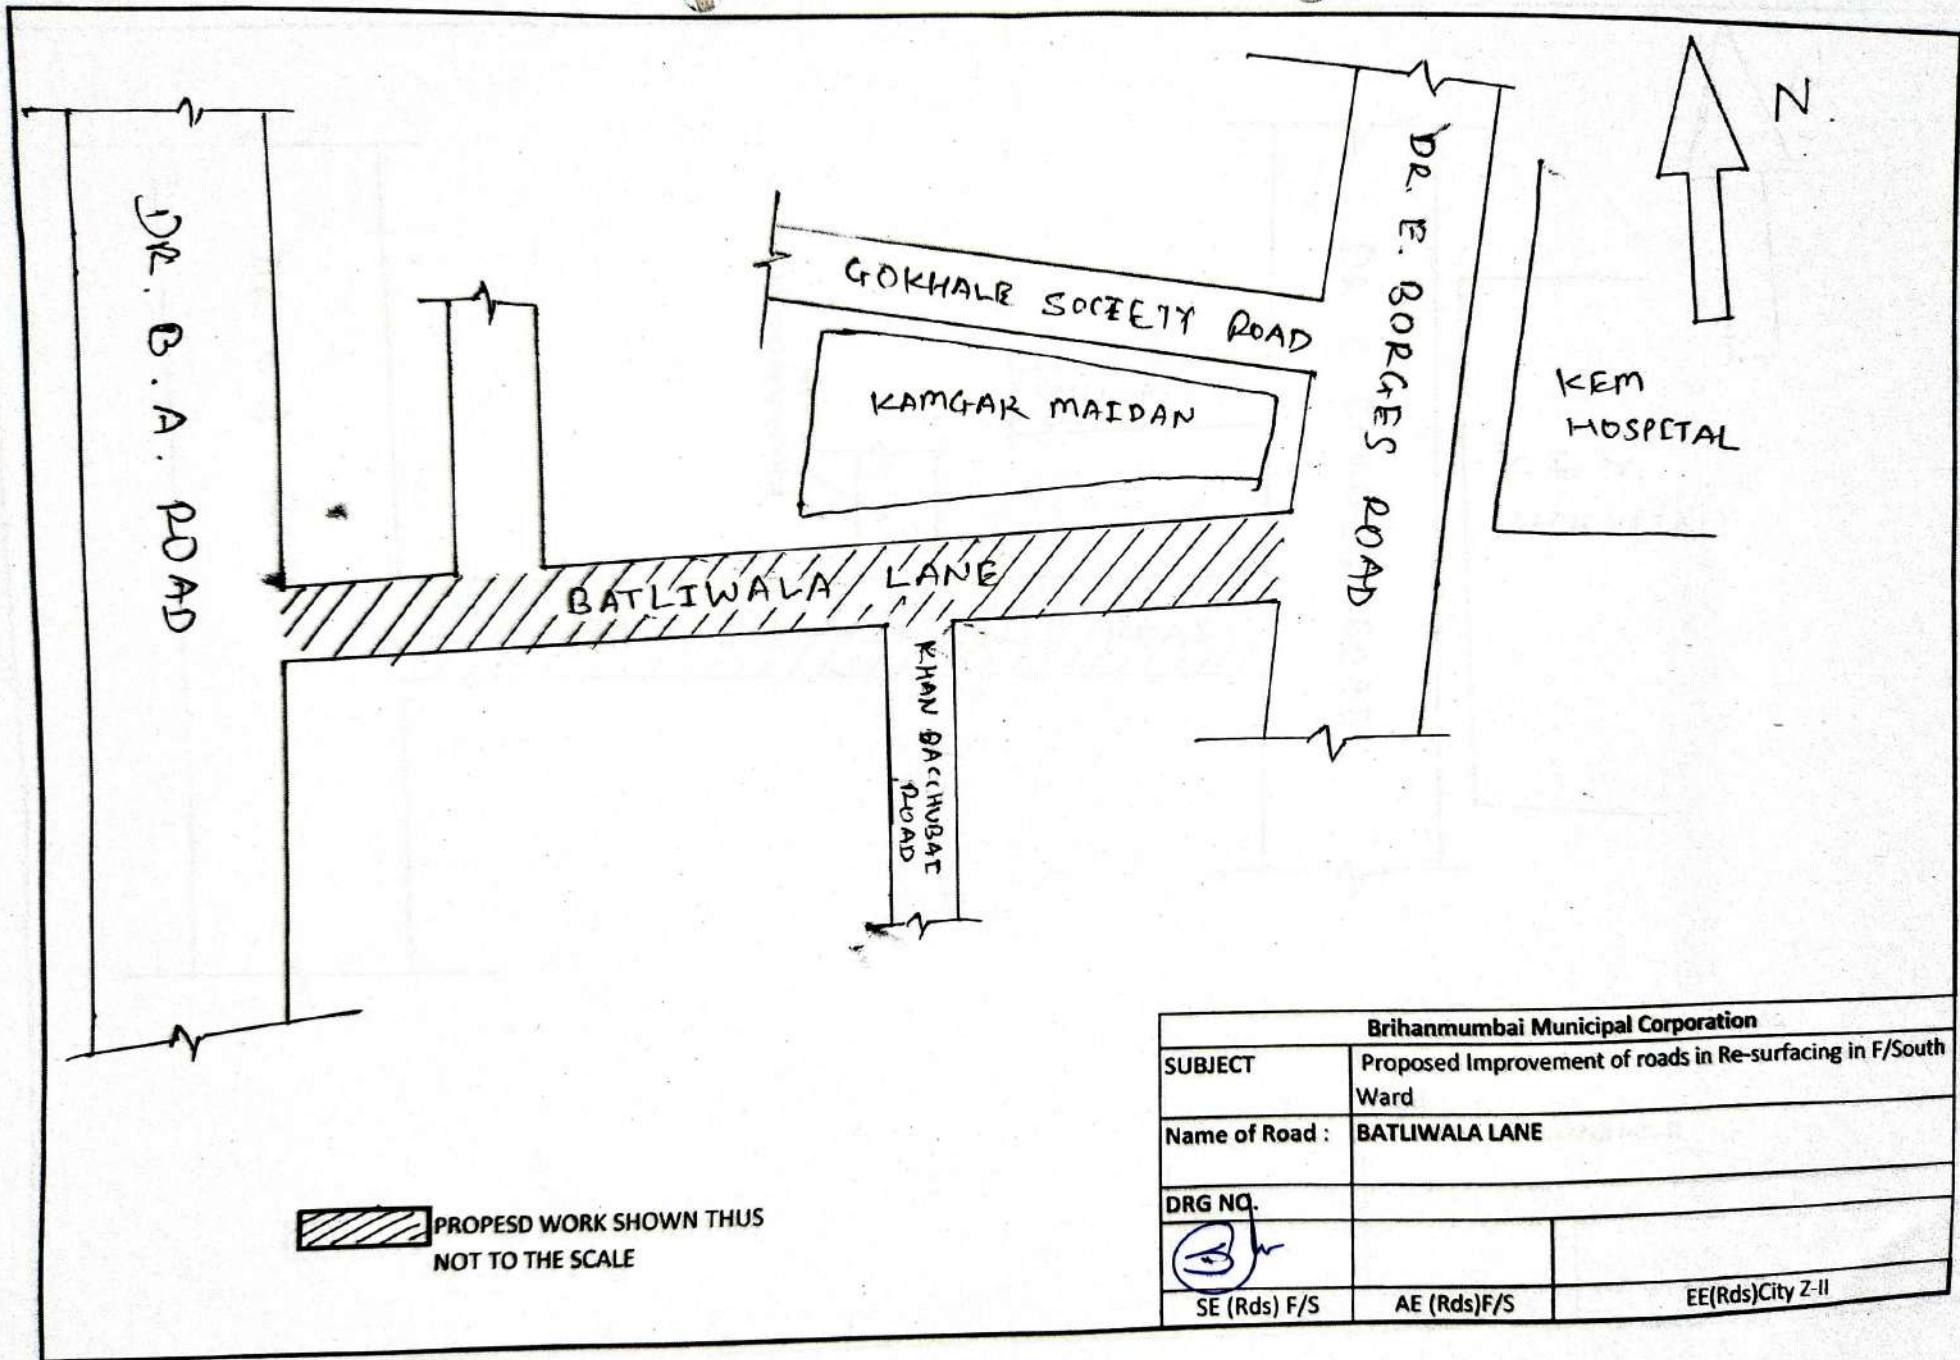 N.
DR. B. A. ROAD
DR. E. BORGES ROAD
GOKHALE SOCIETY ROAD
KAMGAR MAIDAN
KEM
HOSPITAL
BATLIWALA LANE
KHAN BACCHUBAI
ROAD
Brihanmumbai Municipal Corporation
SUBJECT
Proposed Improvement of roads in Re-surfacing in F/South
Ward
Name of Road :
BATLIWALA LANE
DRG NO.
SE (Rds) F/S
AE (Rds)F/S
EE(Rds)City Z-II
PROPESD WORK SHOWN THUS
NOT TO THE SCALE